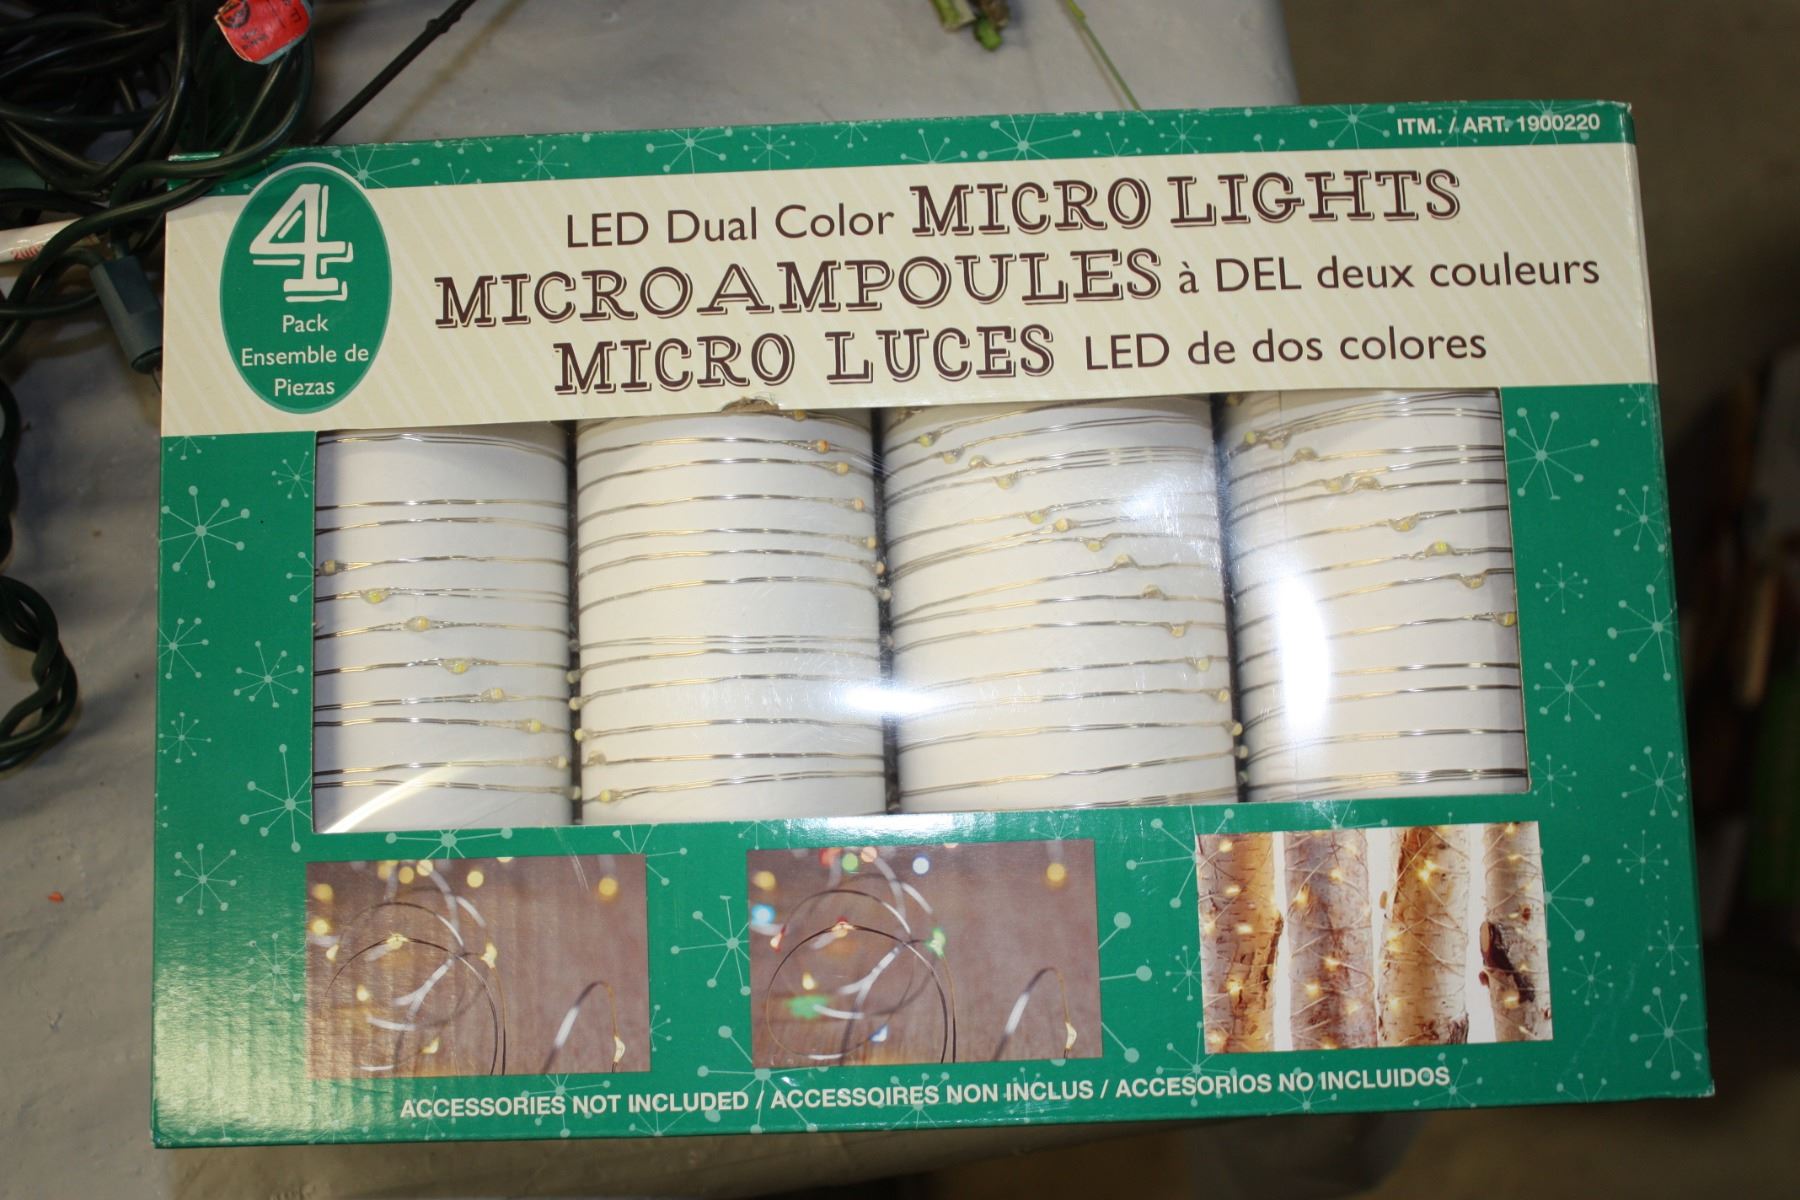 ITM. / ART. 1900220
4
Pack
Ensemble de
Piezas
LED Dual Color MICRO LIGHTS
MICROAMPOULES à DEL deux couleurs
MICRO LUCES LED de dos colores
ACCESSORIES NOT INCLUDED / ACCESSOIRES NON INCLUS / ACCESORIOS NO INCLUIDOS